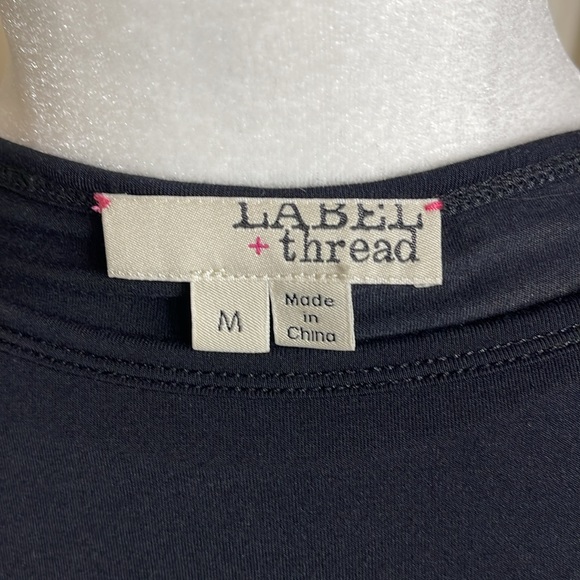 LABEL
+ thread
M
Made
in
China